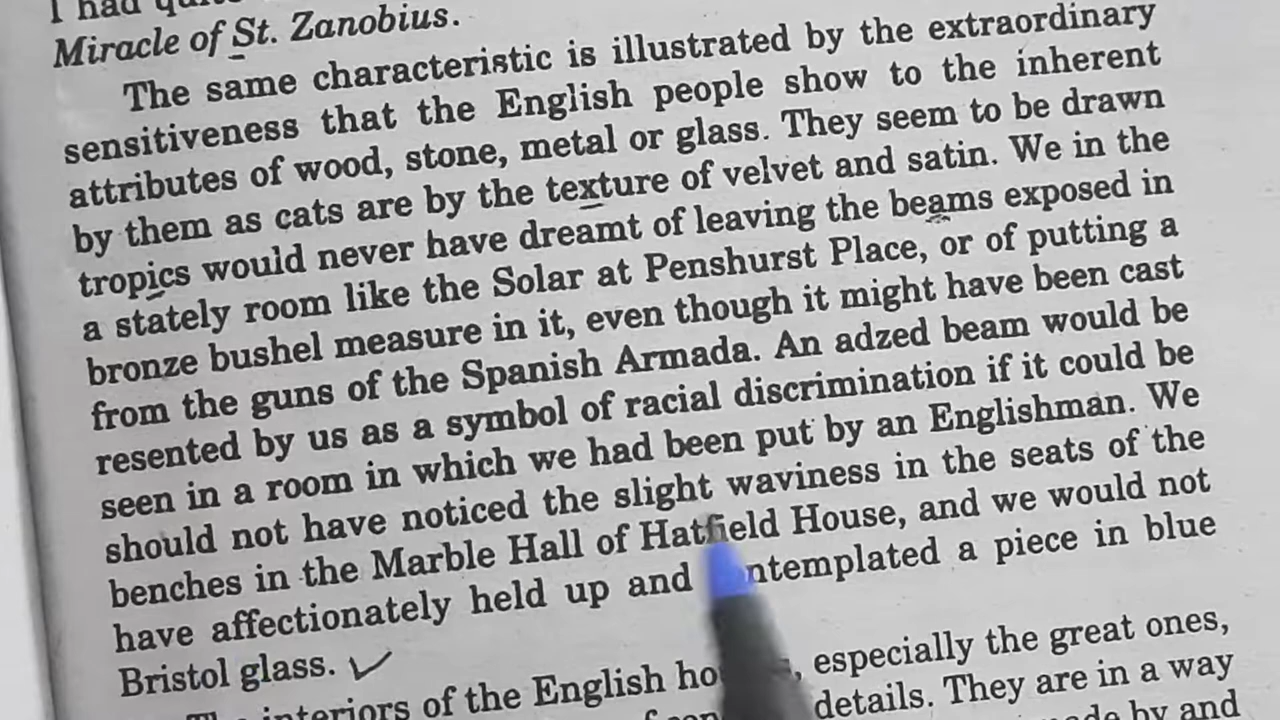 I had
Miracle of St. Zanobius.
The same characteristic is illustrated by the extraordinary
sensitiveness that the English people show to the inherent
attributes of wood, stone, metal or glass. They seem to be drawn
by them as cats are by the texture of velvet and satin. We in the
tropics would never have dreamt of leaving the beams exposed in
a stately room like the Solar at Penshurst Place, or of putting a
bronze bushel measure in it, even though it might have been cast
from the guns of the Spanish Armada. An adzed beam would be
resented by us as a symbol of racial discrimination if it could be
seen in a room in which we had been put by an Englishman. We
should not have noticed the slight waviness in the seats of the
benches in the Marble Hall of Hatfield House, and we would not
have affectionately held up and contemplated a piece in blue
Bristol glass.
interiors of the English especially the great ones,
details. They are in a way
by and